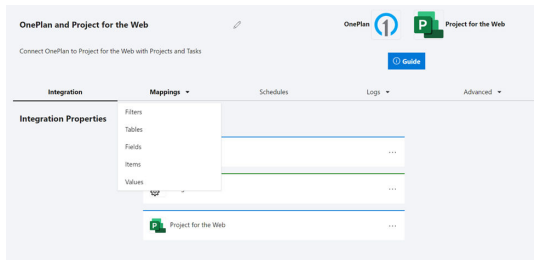 OnePlan and Project for the Web
OnePlan
Project for the Web
Connect OnePlan to Project for the Web with Projects and Tasks
Guide
Integration
Mappings
Schedules
Logs
Advanced
Integration Properties
Filters
Tables
Fields
Items
Values
Project for the Web